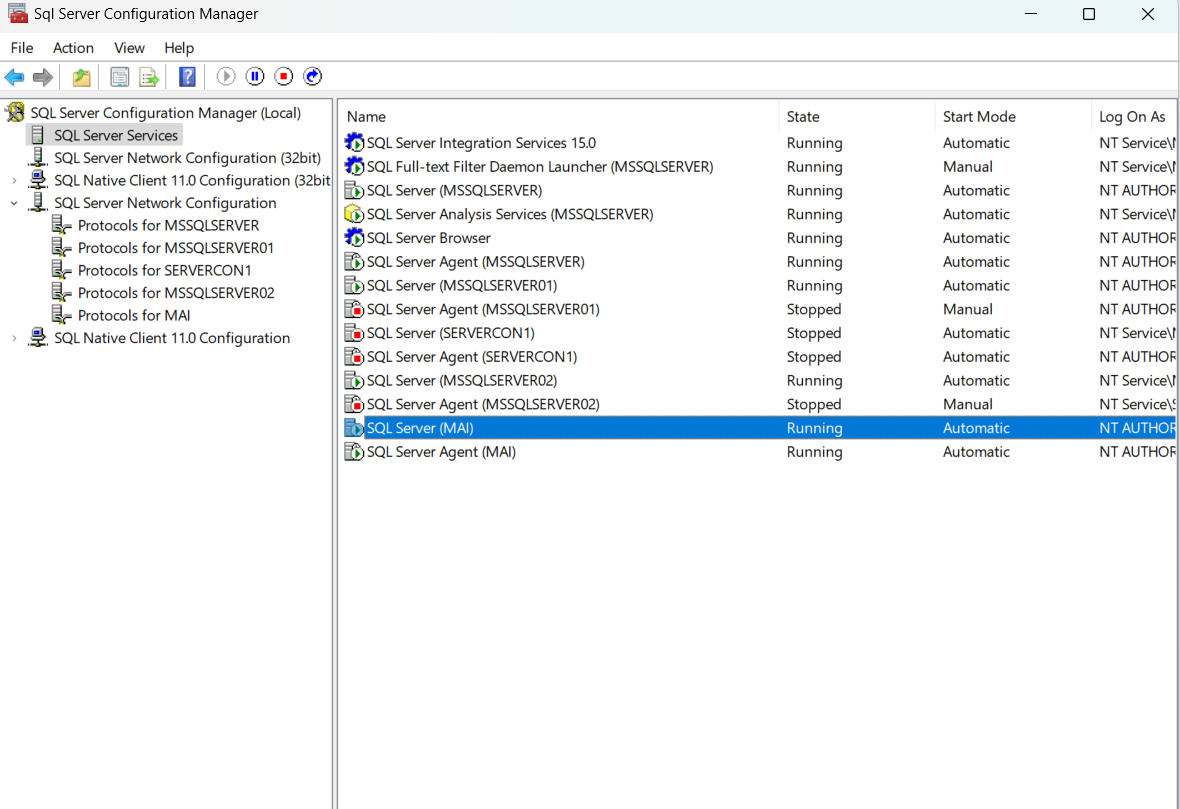 Sql Server Configuration Manager
File Action View Help
SQL Server Configuration Manager (Local)
SQL Server Services
SQL Server Network Configuration (32bit)
SQL Native Client 11.0 Configuration (32bit
SQL Server Network Configuration
Protocols for MSSQLSERVER
Protocols for MSSQLSERVER01
Protocols for SERVERCON1
Protocols for MSSQLSERVER02
Protocols for MAI
SQL Native Client 11.0 Configuration
Name State Start Mode Log On As
SQL Server Integration Services 15.0 Running Automatic NT Service\
SQL Full-text Filter Daemon Launcher (MSSQLSERVER) Running Manual NT Service\
SQL Server (MSSQLSERVER) Running Automatic NT AUTHOR
SQL Server Analysis Services (MSSQLSERVER) Running Automatic NT Service\
SQL Server Browser Running Automatic NT AUTHOR
SQL Server Agent (MSSQLSERVER) Running Automatic NT AUTHOR
SQL Server (MSSQLSERVER01) Running Automatic NT AUTHOR
SQL Server Agent (MSSQLSERVER01) Stopped Manual NT AUTHOR
SQL Server (SERVERCON1) Stopped Automatic NT Service\
SQL Server Agent (SERVERCON1) Stopped Automatic NT AUTHOR
SQL Server (MSSQLSERVER02) Running Automatic NT Service\
SQL Server Agent (MSSQLSERVER02) Stopped Manual NT Service\
SQL Server (MAI) Running Automatic NT AUTHOR
SQL Server Agent (MAI) Running Automatic NT AUTHOR